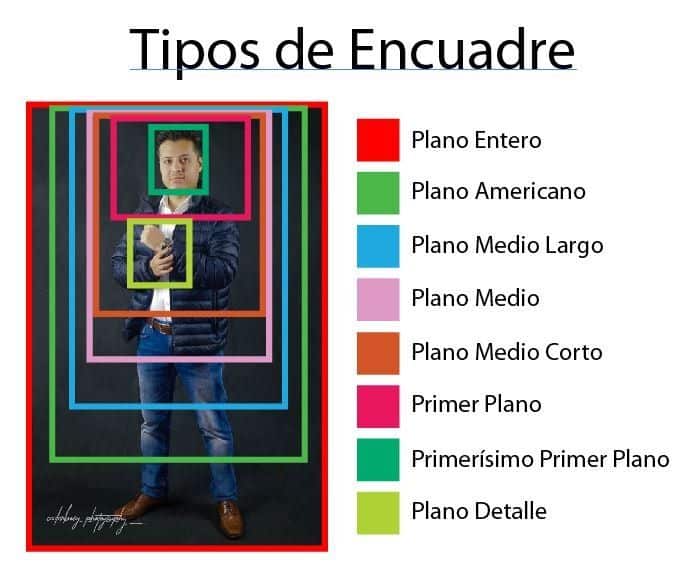 Tipos de Encuadre
Plano Entero
Plano Americano
Plano Medio Largo
Plano Medio
Plano Medio Corto
Primer Plano
Primerísimo Primer Plano
Plano Detalle
photography